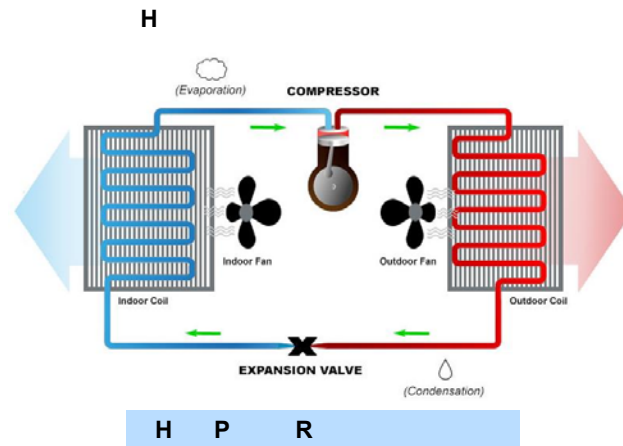 H
(Evaporation)
COMPRESSOR
Indoor Fan
Outdoor Fan
Indoor Coil
Outdoor Coil
EXPANSION VALVE
(Condensation)
H P R